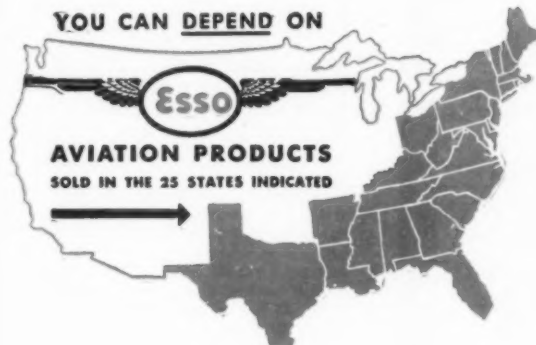 YOU CAN DEPEND ON
Esso
AVIATION PRODUCTS
SOLD IN THE 25 STATES INDICATED